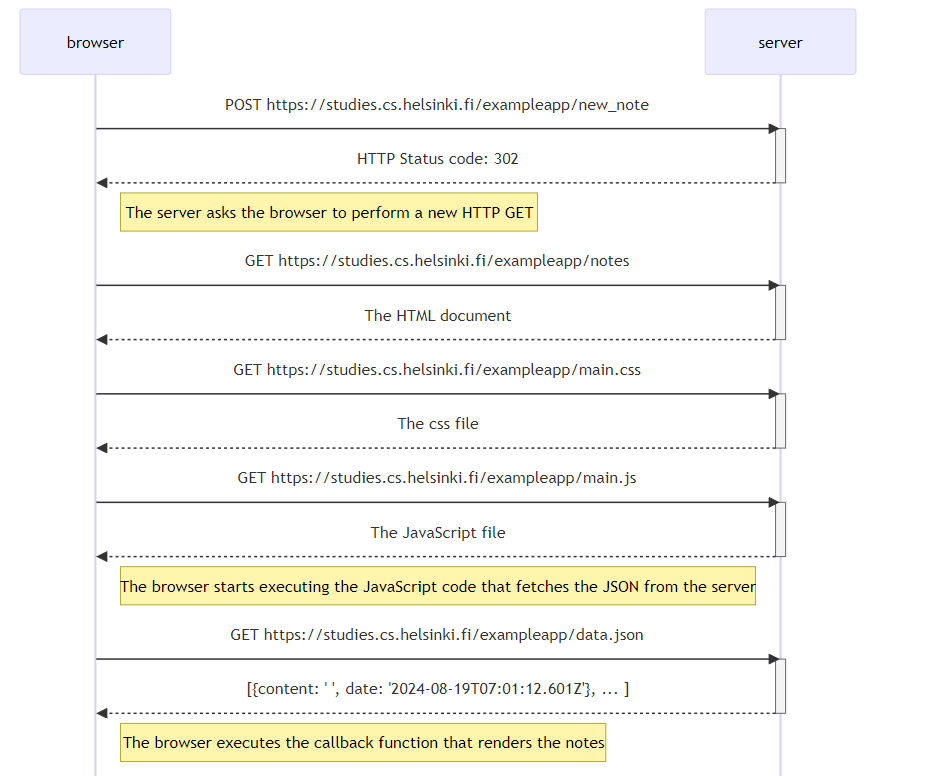 browser
server
POST https://studies.cs.helsinki.fi/exampleapp/new_note
HTTP Status code: 302
The server asks the browser to perform a new HTTP GET
GET https://studies.cs.helsinki.fi/exampleapp/notes
The HTML document
GET https://studies.cs.helsinki.fi/exampleapp/main.css
The css file
GET https://studies.cs.helsinki.fi/exampleapp/main.js
The JavaScript file
The browser starts executing the JavaScript code that fetches the JSON from the server
GET https://studies.cs.helsinki.fi/exampleapp/data.json
[{content: ' ', date: '2024-08-19T07:01:12.601Z'}, ... ]
The browser executes the callback function that renders the notes